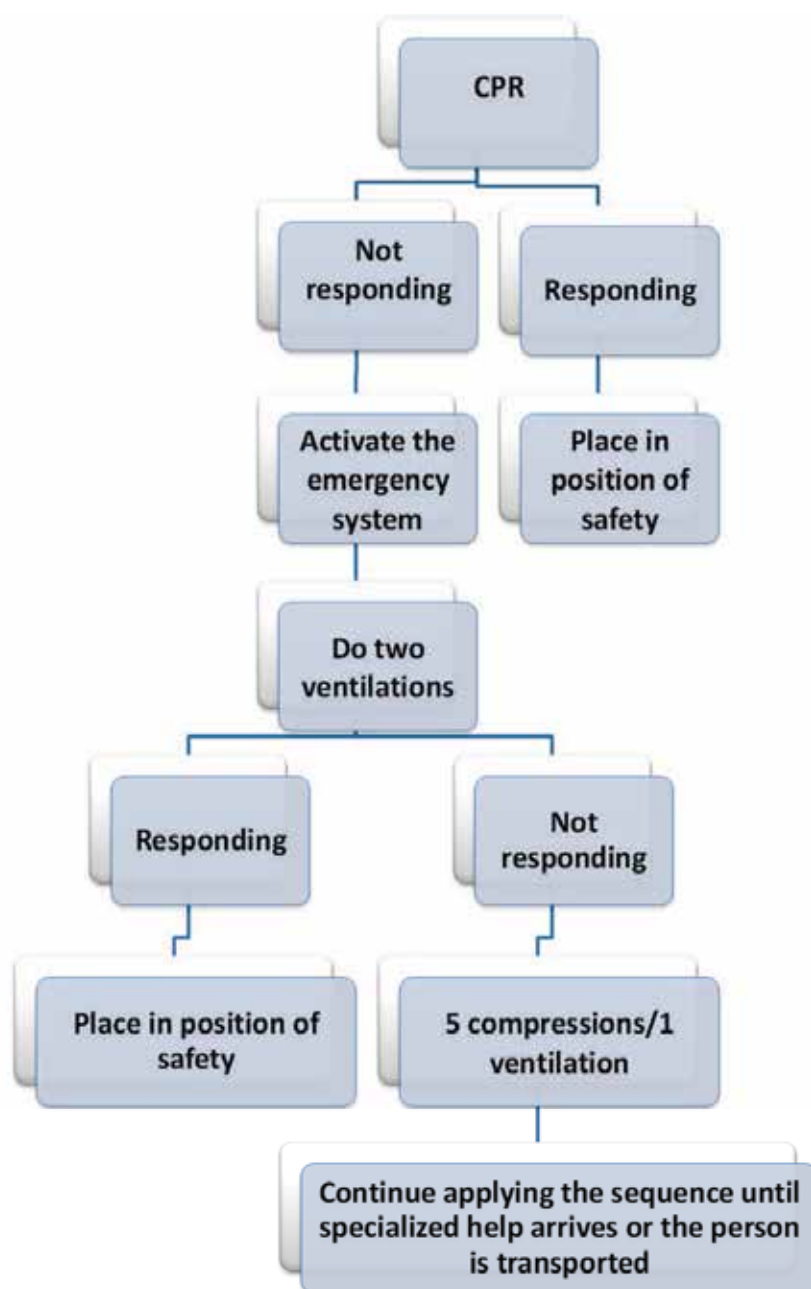 CPR
Not
responding
Responding
Activate the
emergency
system
Place in
position of
safety
Do two
ventilations
Responding
Not
responding
Place in position of
safety
5 compressions/1
ventilation
Continue applying the sequence until
specialized help arrives or the person
is transported